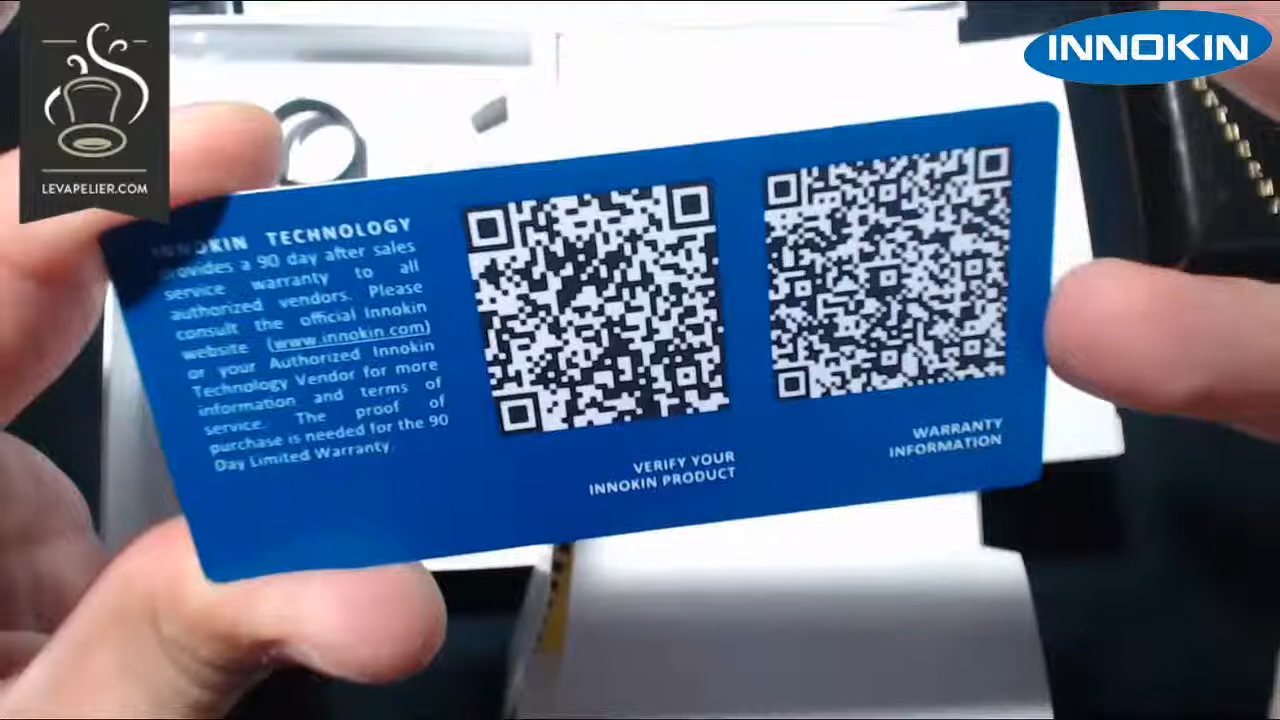 LEVAPELIER.COM
INNOKIN
INNOKIN TECHNOLOGY
provides a 90 day after sales
service warranty to all
authorized vendors. Please
consult the official Innokin
website (www.innokin.com)
or your Authorized Innokin
Technology Vendor for more
information and terms of
service. The proof of
purchase is needed for the 90
Day Limited Warranty.
VERIFY YOUR
INNOKIN PRODUCT
WARRANTY
INFORMATION